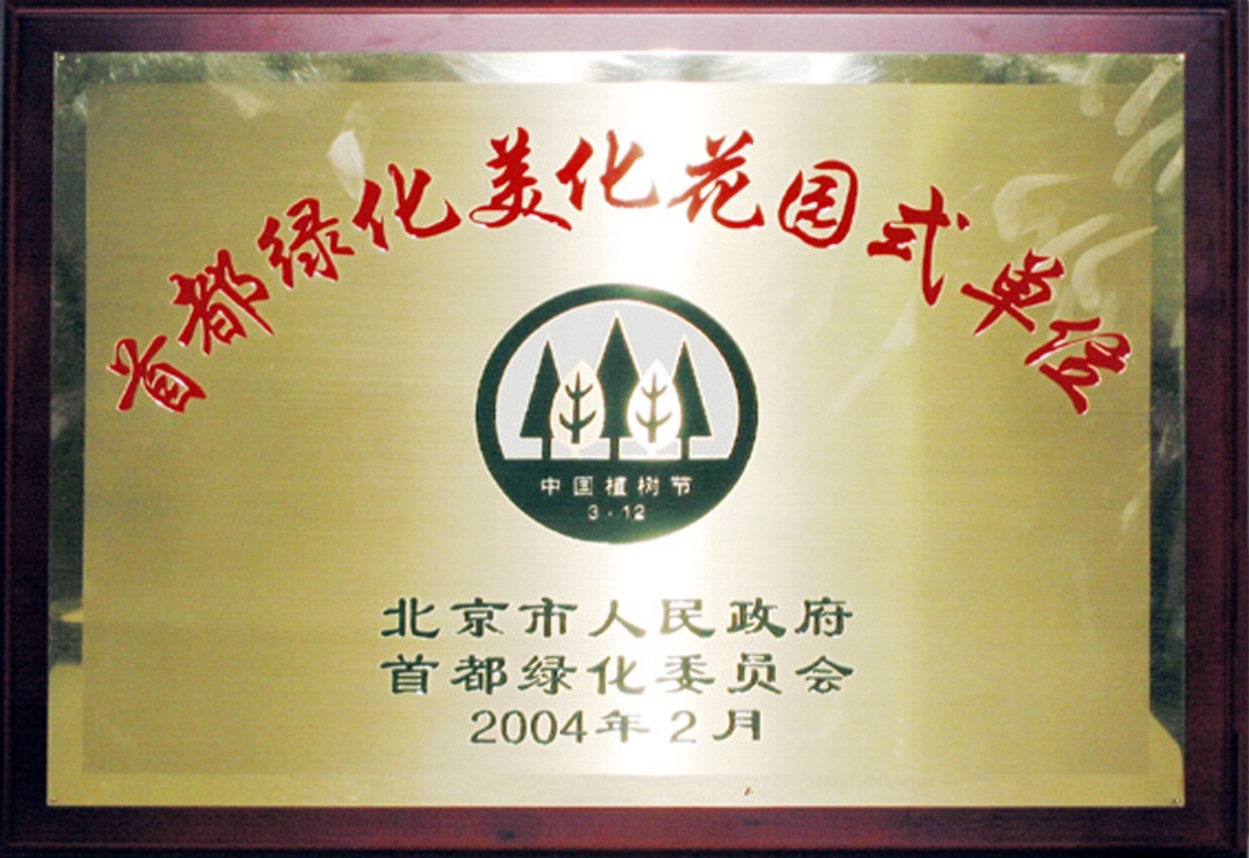 首都绿化美化花园式单位
中国植树节
3·12
北京市人民政府
首都绿化委员会
2004年2月